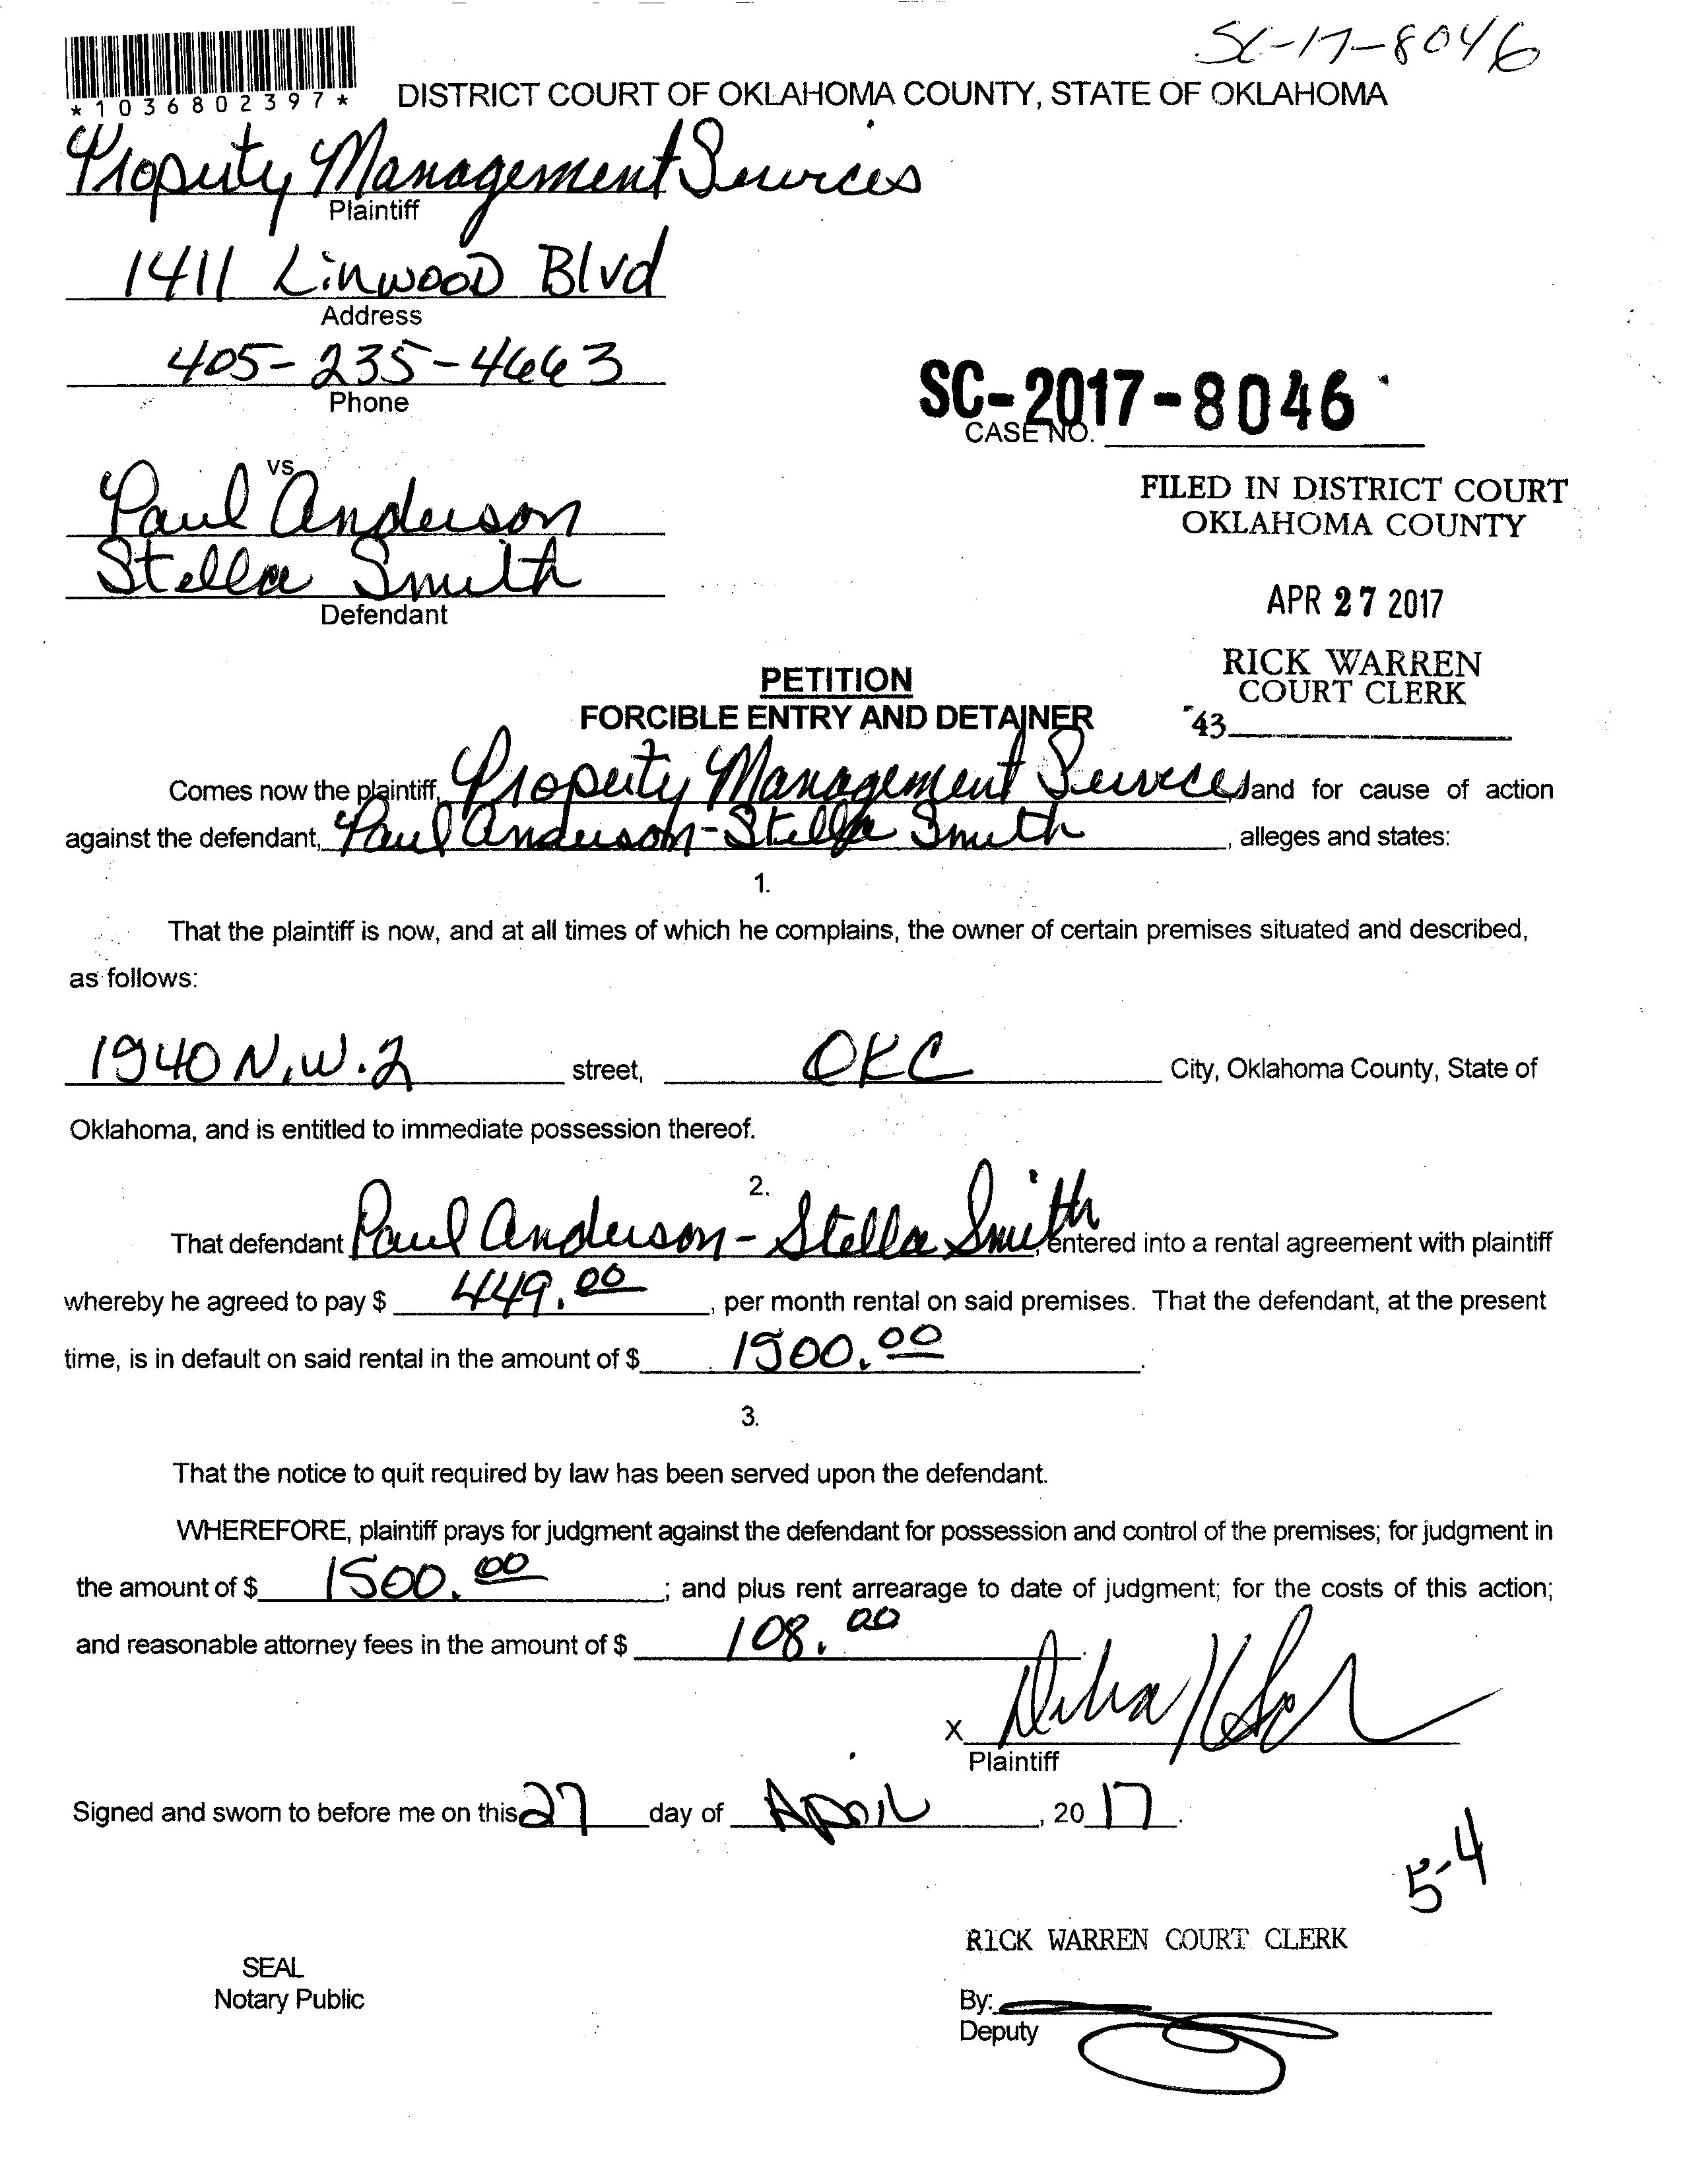 SC-17-8046
*1036802397*
DISTRICT COURT OF OKLAHOMA COUNTY, STATE OF OKLAHOMA
Property Management Services
Plaintiff
1411 Linwood Blvd
Address
405-235-4663
Phone
SC-2017-8046
CASE NO.
vs
Paul Anderson
Stella Smith
Defendant
FILED IN DISTRICT COURT
OKLAHOMA COUNTY
APR 27 2017
RICK WARREN
COURT CLERK
43
PETITION
FORCIBLE ENTRY AND DETAINER
Comes now the plaintiff, Property Management Services, and for cause of action
against the defendant, Paul Anderson-Stella Smith, alleges and states:
1.
That the plaintiff is now, and at all times of which he complains, the owner of certain premises situated and described,
as follows:
1940 N.W. 2 street, OKC City, Oklahoma County, State of
Oklahoma, and is entitled to immediate possession thereof.
2.
That defendant Paul Anderson-Stella Smith, entered into a rental agreement with plaintiff
whereby he agreed to pay $ 449.00, per month rental on said premises. That the defendant, at the present
time, is in default on said rental in the amount of $ 1500.00.
3.
That the notice to quit required by law has been served upon the defendant.
WHEREFORE, plaintiff prays for judgment against the defendant for possession and control of the premises; for judgment in
the amount of $ 1500.00; and plus rent arrearage to date of judgment; for the costs of this action;
and reasonable attorney fees in the amount of $ 108.00.
X
Plaintiff
Signed and sworn to before me on this 27 day of April, 2017.
5-4
RICK WARREN COURT CLERK
SEAL
Notary Public
By:
Deputy